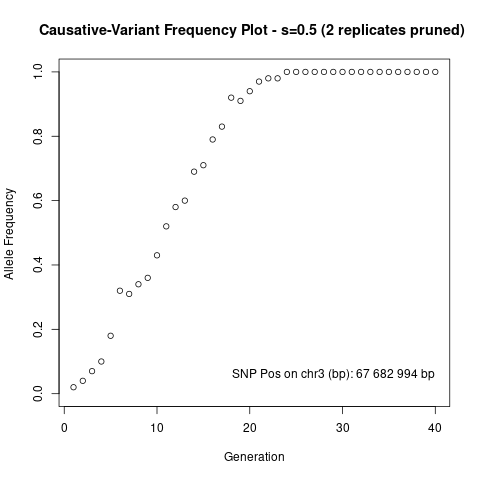 Causative-Variant Frequency Plot - s=0.5 (2 replicates pruned)
1.0
0.8
0.6
0.4
0.2
0.0
Allele Frequency
SNP Pos on chr3 (bp): 67 682 994 bp
0 10 20 30 40
Generation